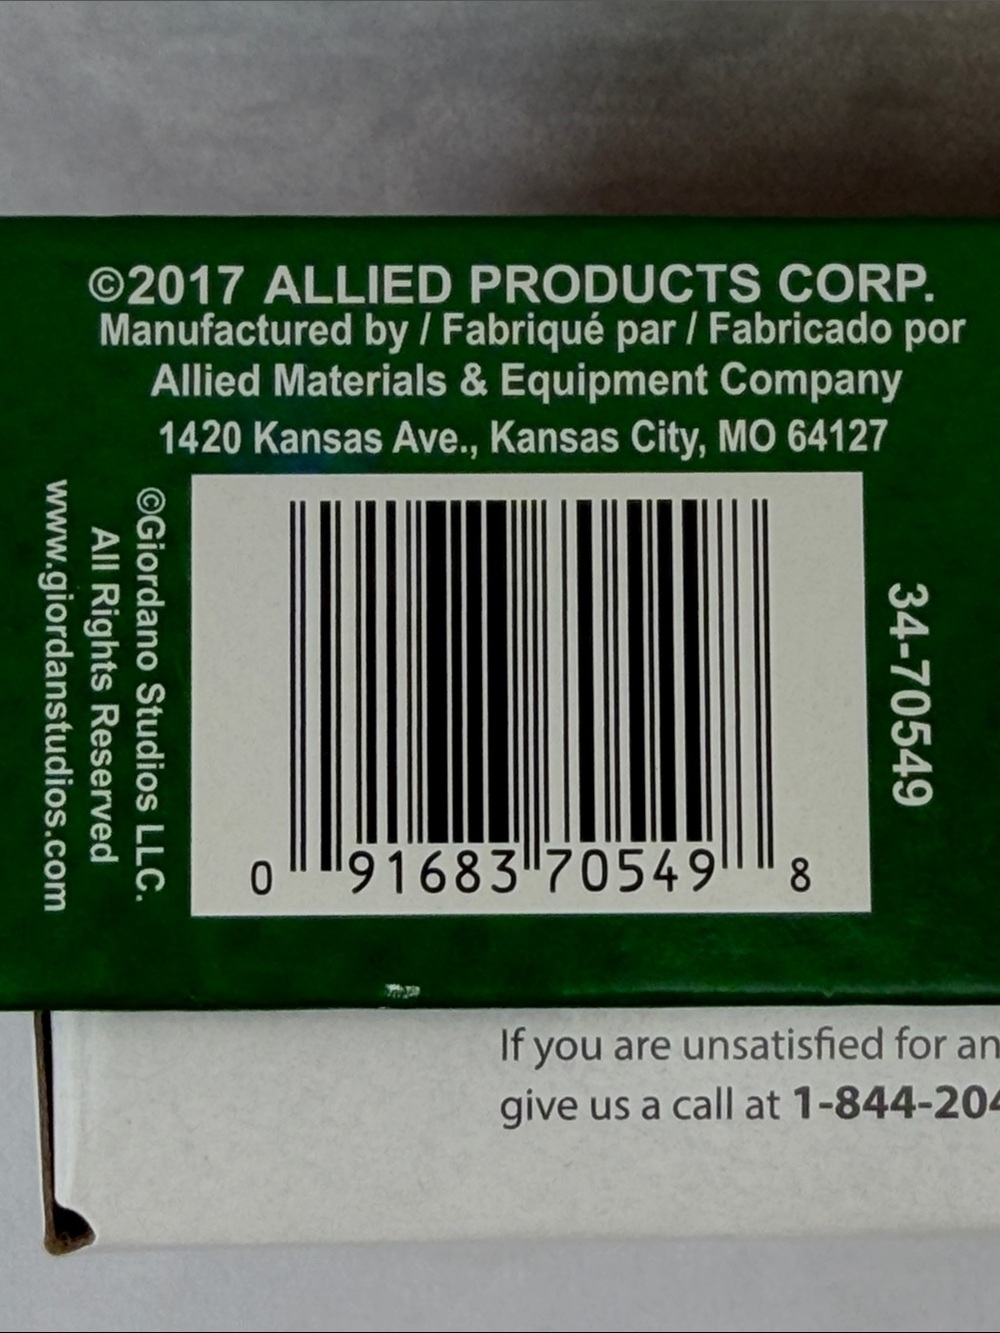 ©2017 ALLIED PRODUCTS CORP.
Manufactured by / Fabriqué par / Fabricado por
Allied Materials & Equipment Company
1420 Kansas Ave., Kansas City, MO 64127
©Giordano Studios LLC.
All Rights Reserved
www.giordanstudios.com
34-70549
0 91683 70549 8
If you are unsatisfied for an
give us a call at 1-844-204